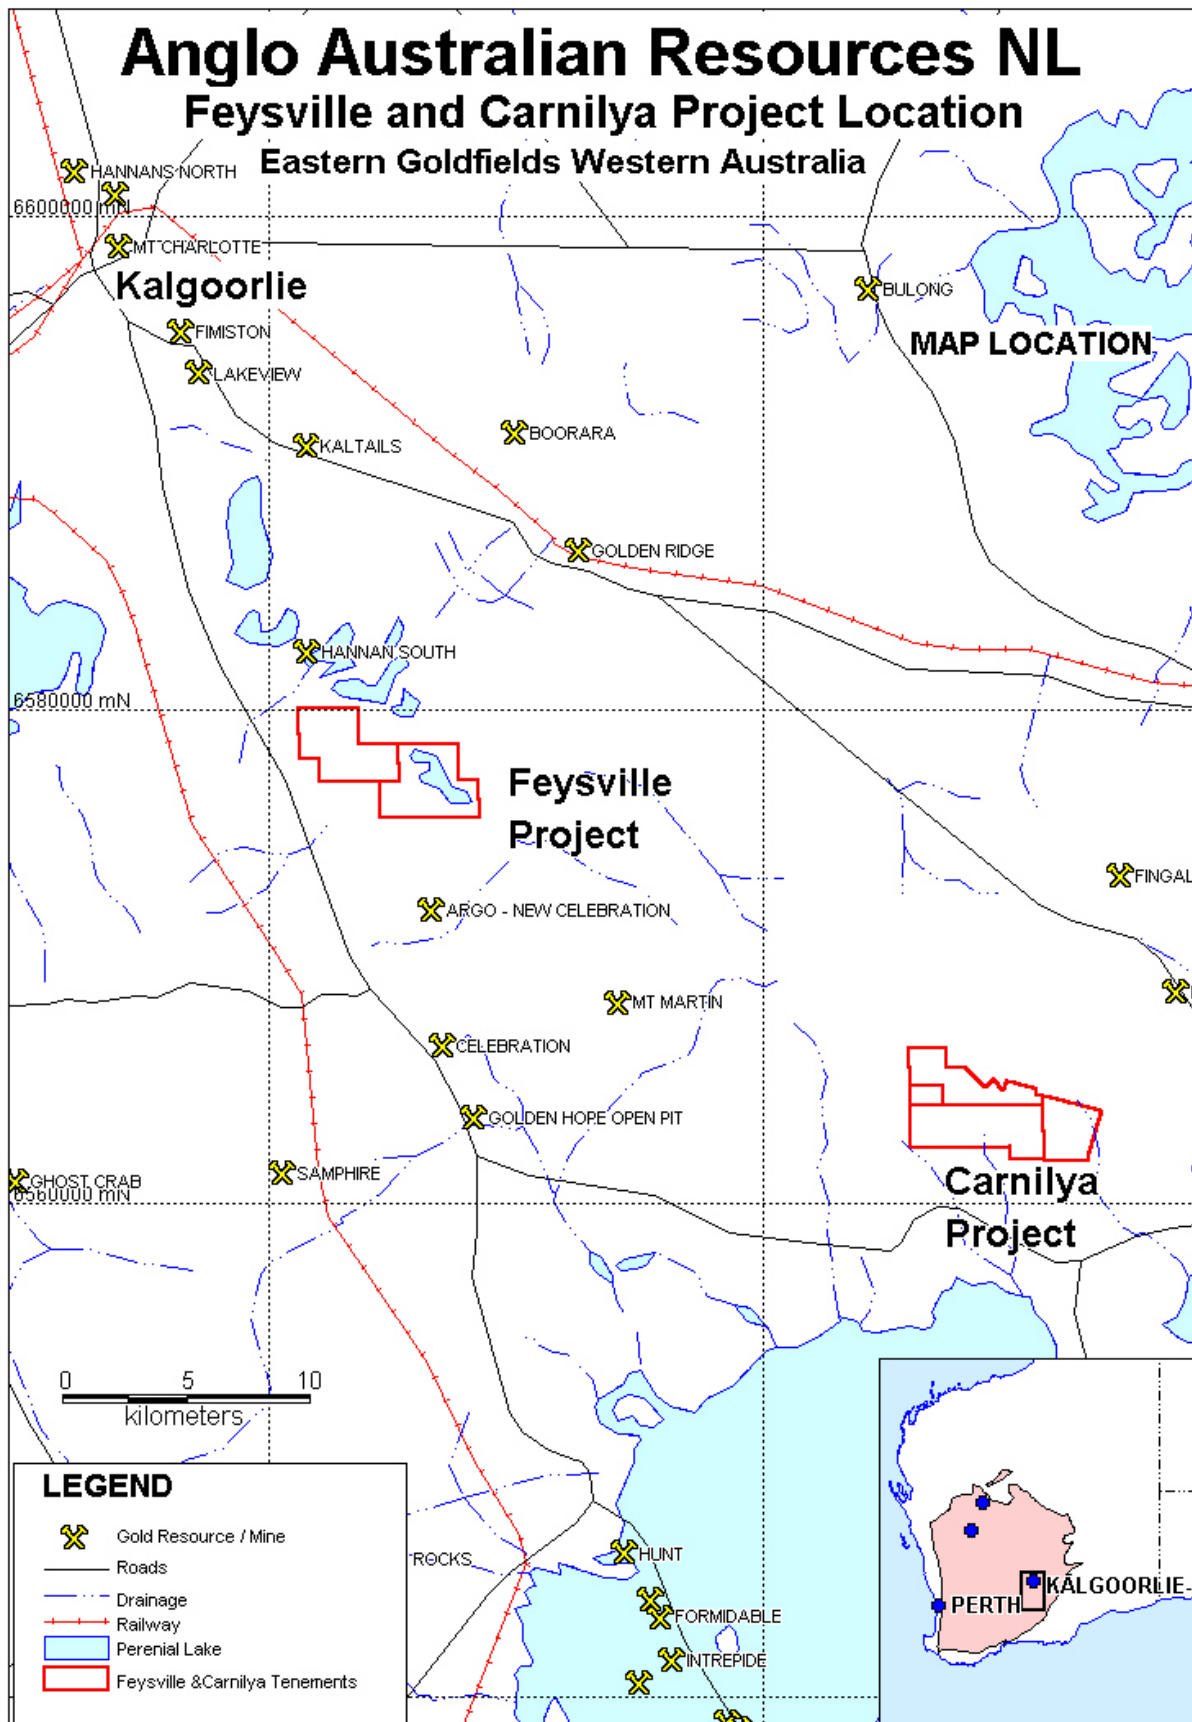 Anglo Australian Resources NL
Feysville and Carnilya Project Location
Eastern Goldfields Western Australia
HANNANS NORTH
6600000 mN
MT CHARLOTTE
Kalgoorlie
BULONG
FIMISTON
MAP LOCATION
LAKEVIEW
BOORARA
KALTAILS
GOLDEN RIDGE
HANNAN SOUTH
6580000 mN
Feysville
Project
FINGAL
ARGO - NEW CELEBRATION
MT MARTIN
CELEBRATION
GOLDEN HOPE OPEN PIT
SAMPHIRE
GHOST CRAB
6560000 mN
Carnilya
Project
0 5 10
kilometers
LEGEND
Gold Resource / Mine
Roads
Drainage
Railway
Perenial Lake
Feysville &Carnilya Tenements
ROCKS
HUNT
FORMIDABLE
INTREPIDE
KALGOORLIE
PERTH